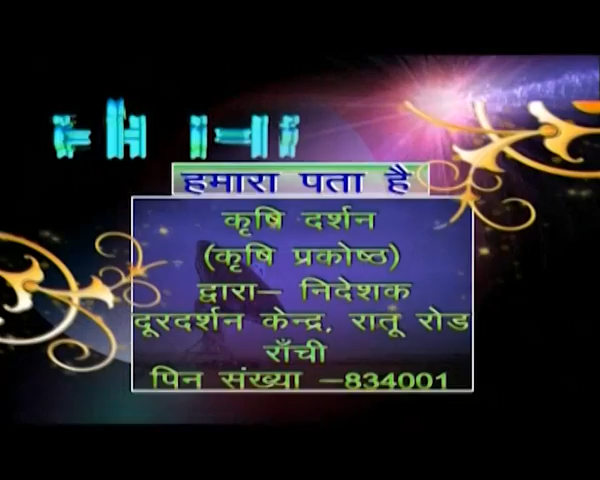 हमारा पता है
कृषि दर्शन
(कृषि प्रकोष्ठ)
द्वारा– निदेशक
दूरदर्शन केन्द्र, रातू रोड
राँची
पिन संख्या –834001